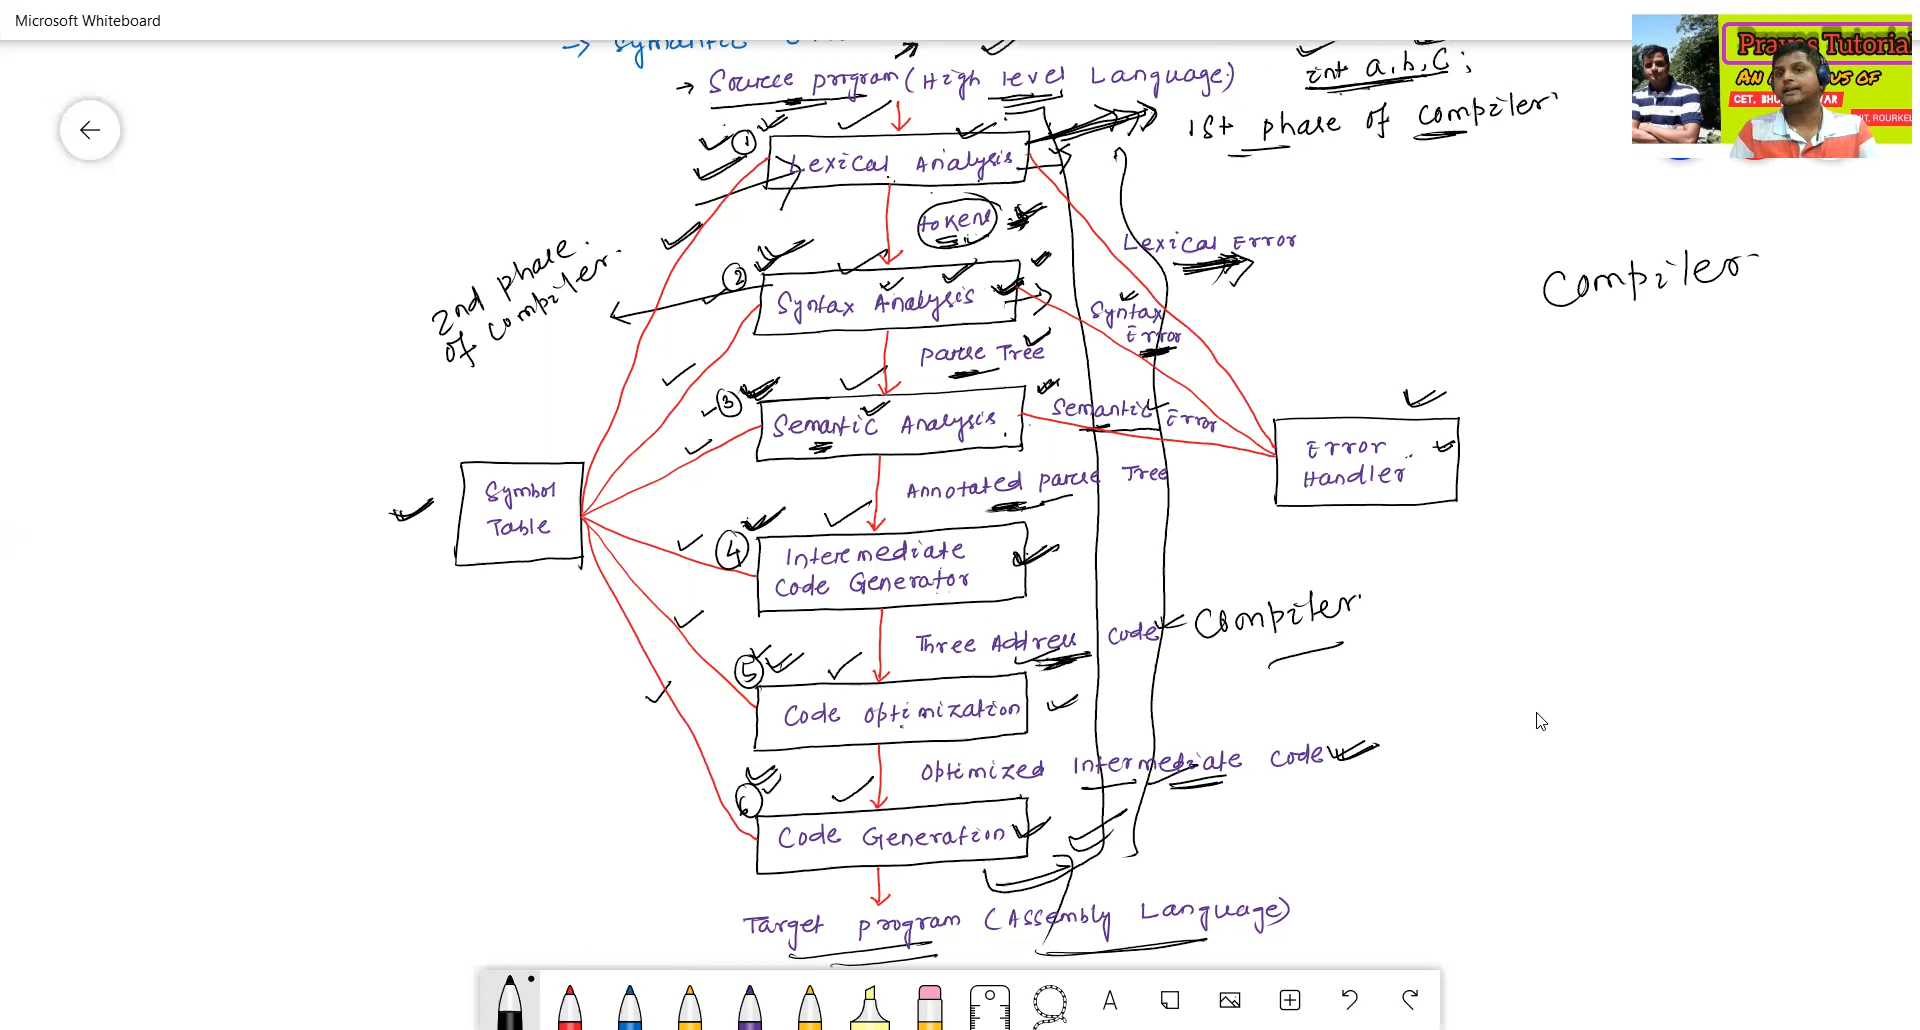 Microsoft Whiteboard
→ Source program (High level Language)
int a, b, c;
1st phase of compiler
① Lexical Analysis
tokens
Lexical Error
2nd phase
of compiler.
② Syntax Analysis
Syntax
Error
parse Tree
③ Semantic Analysis
Semantic Error
Error
Handler
Annotated parse Tree
Symbol
Table
④ Intermediate
Code Generator
Three Address Code
Compiler
Compiler
⑤ Code optimization
optimized Intermediate Code
⑥ Code Generation
Target program (Assembly Language)
Tutorial
A